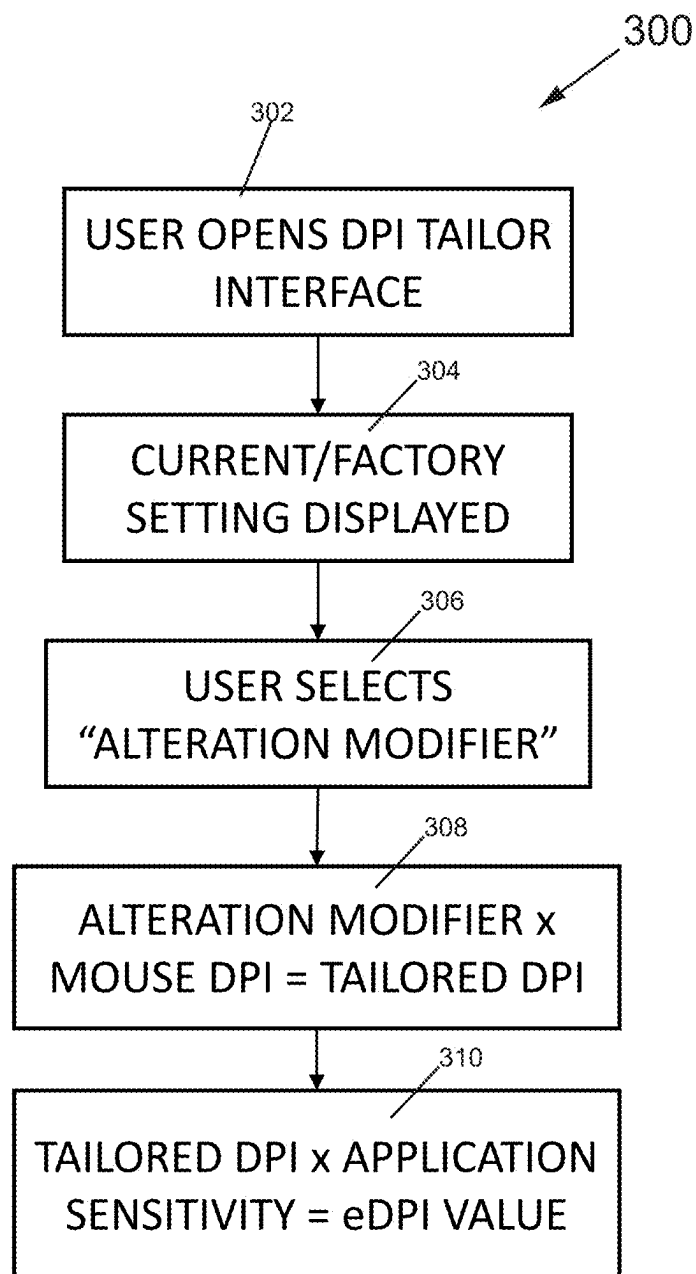 300
302
USER OPENS DPI TAILOR
INTERFACE
304
CURRENT/FACTORY
SETTING DISPLAYED
306
USER SELECTS
“ALTERATION MODIFIER”
308
ALTERATION MODIFIER x
MOUSE DPI = TAILORED DPI
310
TAILORED DPI x APPLICATION
SENSITIVITY = eDPI VALUE